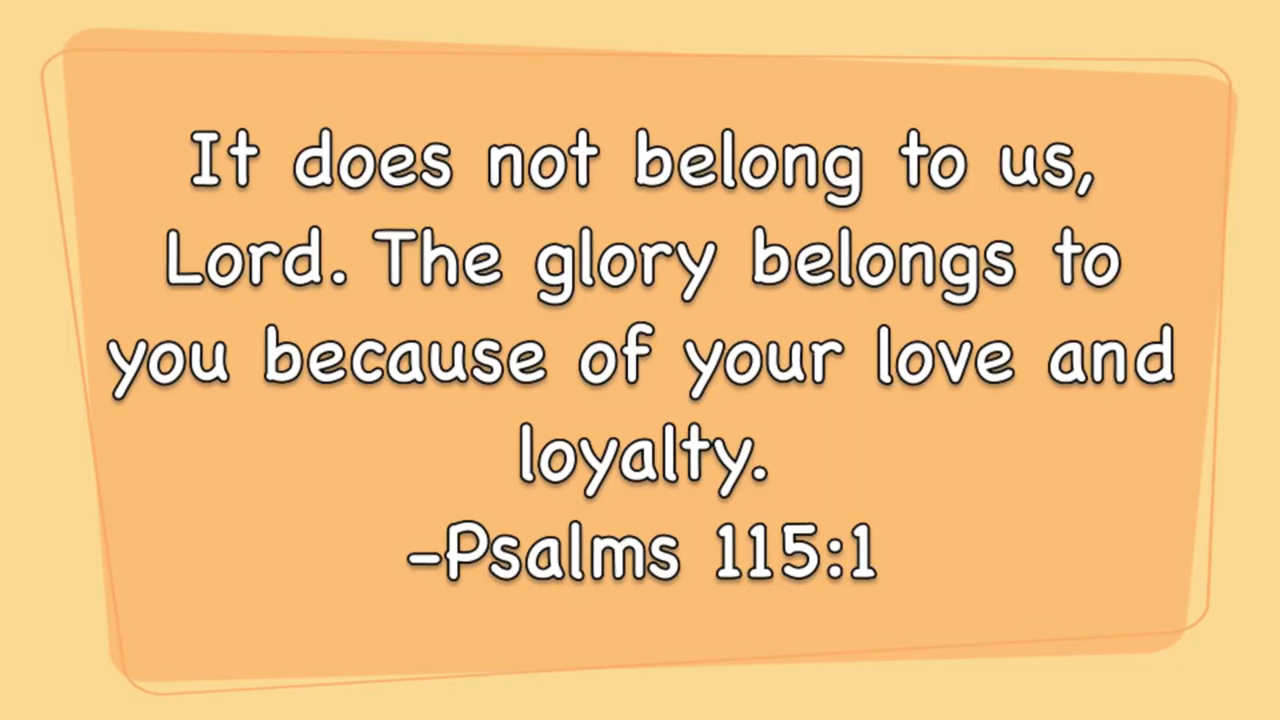 It does not belong to us,
Lord. The glory belongs to
you because of your love and
loyalty.
-Psalms 115:1